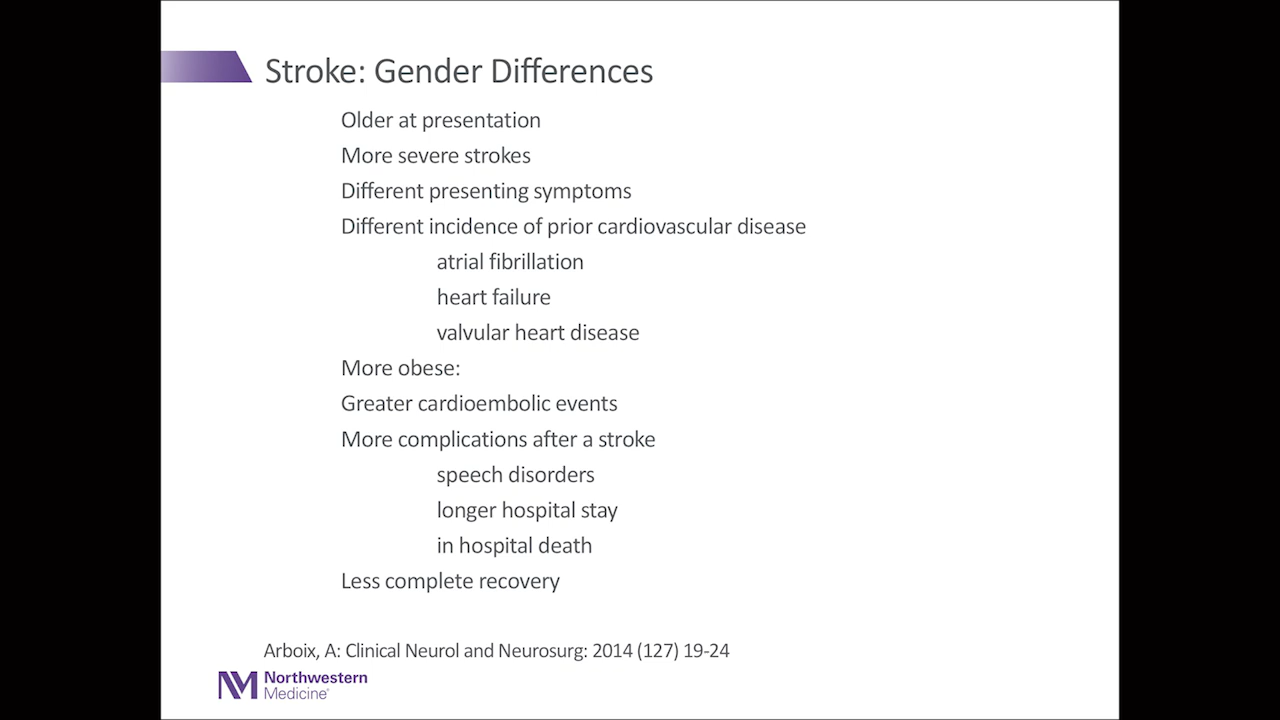 Stroke: Gender Differences
Older at presentation
More severe strokes
Different presenting symptoms
Different incidence of prior cardiovascular disease
atrial fibrillation
heart failure
valvular heart disease
More obese:
Greater cardioembolic events
More complications after a stroke
speech disorders
longer hospital stay
in hospital death
Less complete recovery
Arboix, A: Clinical Neurol and Neurosurg: 2014 (127) 19-24
NM Northwestern
Medicine®